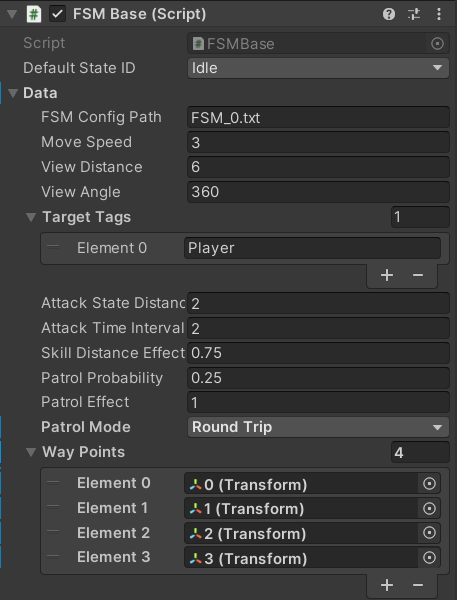 FSM Base (Script)
Script FSMBase
Default State ID Idle
Data
FSM Config Path FSM_0.txt
Move Speed 3
View Distance 6
View Angle 360
Target Tags 1
Element 0 Player
Attack State Distanc 2
Attack Time Interval 2
Skill Distance Effect 0.75
Patrol Probability 0.25
Patrol Effect 1
Patrol Mode Round Trip
Way Points 4
Element 0 0 (Transform)
Element 1 1 (Transform)
Element 2 2 (Transform)
Element 3 3 (Transform)